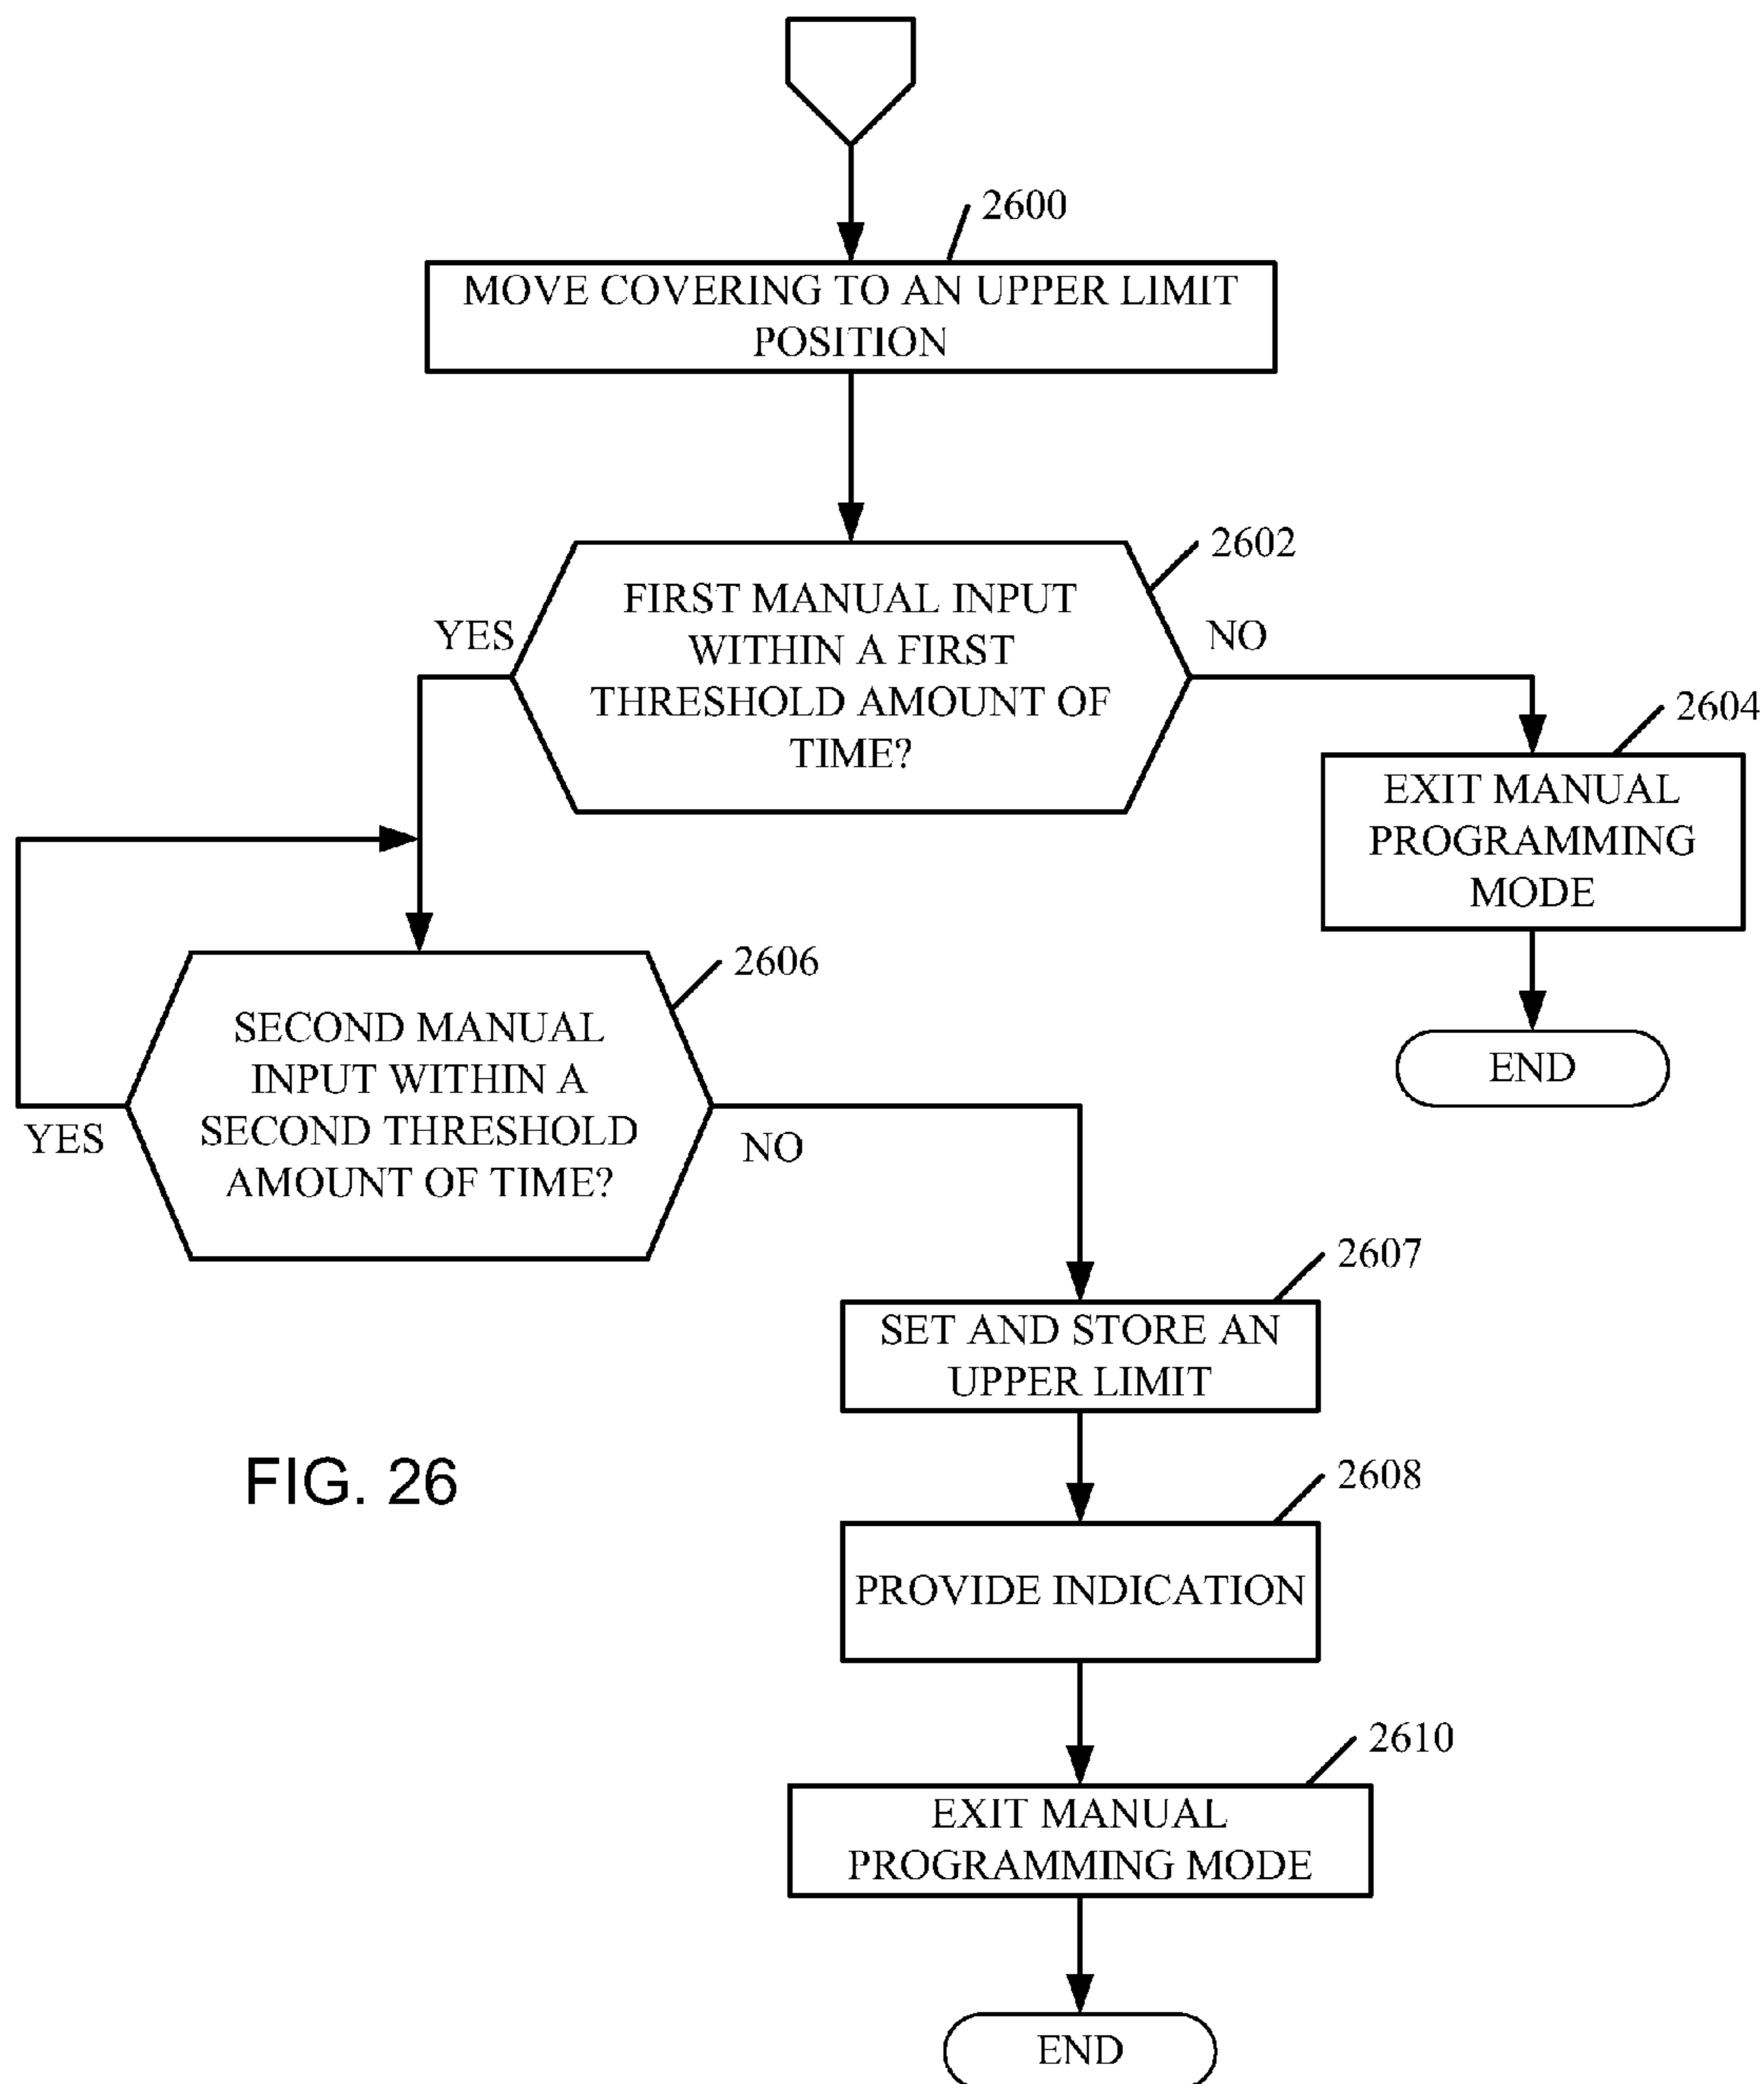 2600
MOVE COVERING TO AN UPPER LIMIT
POSITION
2602
FIRST MANUAL INPUT
WITHIN A FIRST
THRESHOLD AMOUNT OF
TIME?
YES
NO
2604
EXIT MANUAL
PROGRAMMING
MODE
END
2606
SECOND MANUAL
INPUT WITHIN A
SECOND THRESHOLD
AMOUNT OF TIME?
YES
NO
2607
SET AND STORE AN
UPPER LIMIT
2608
PROVIDE INDICATION
2610
EXIT MANUAL
PROGRAMMING MODE
END
FIG. 26